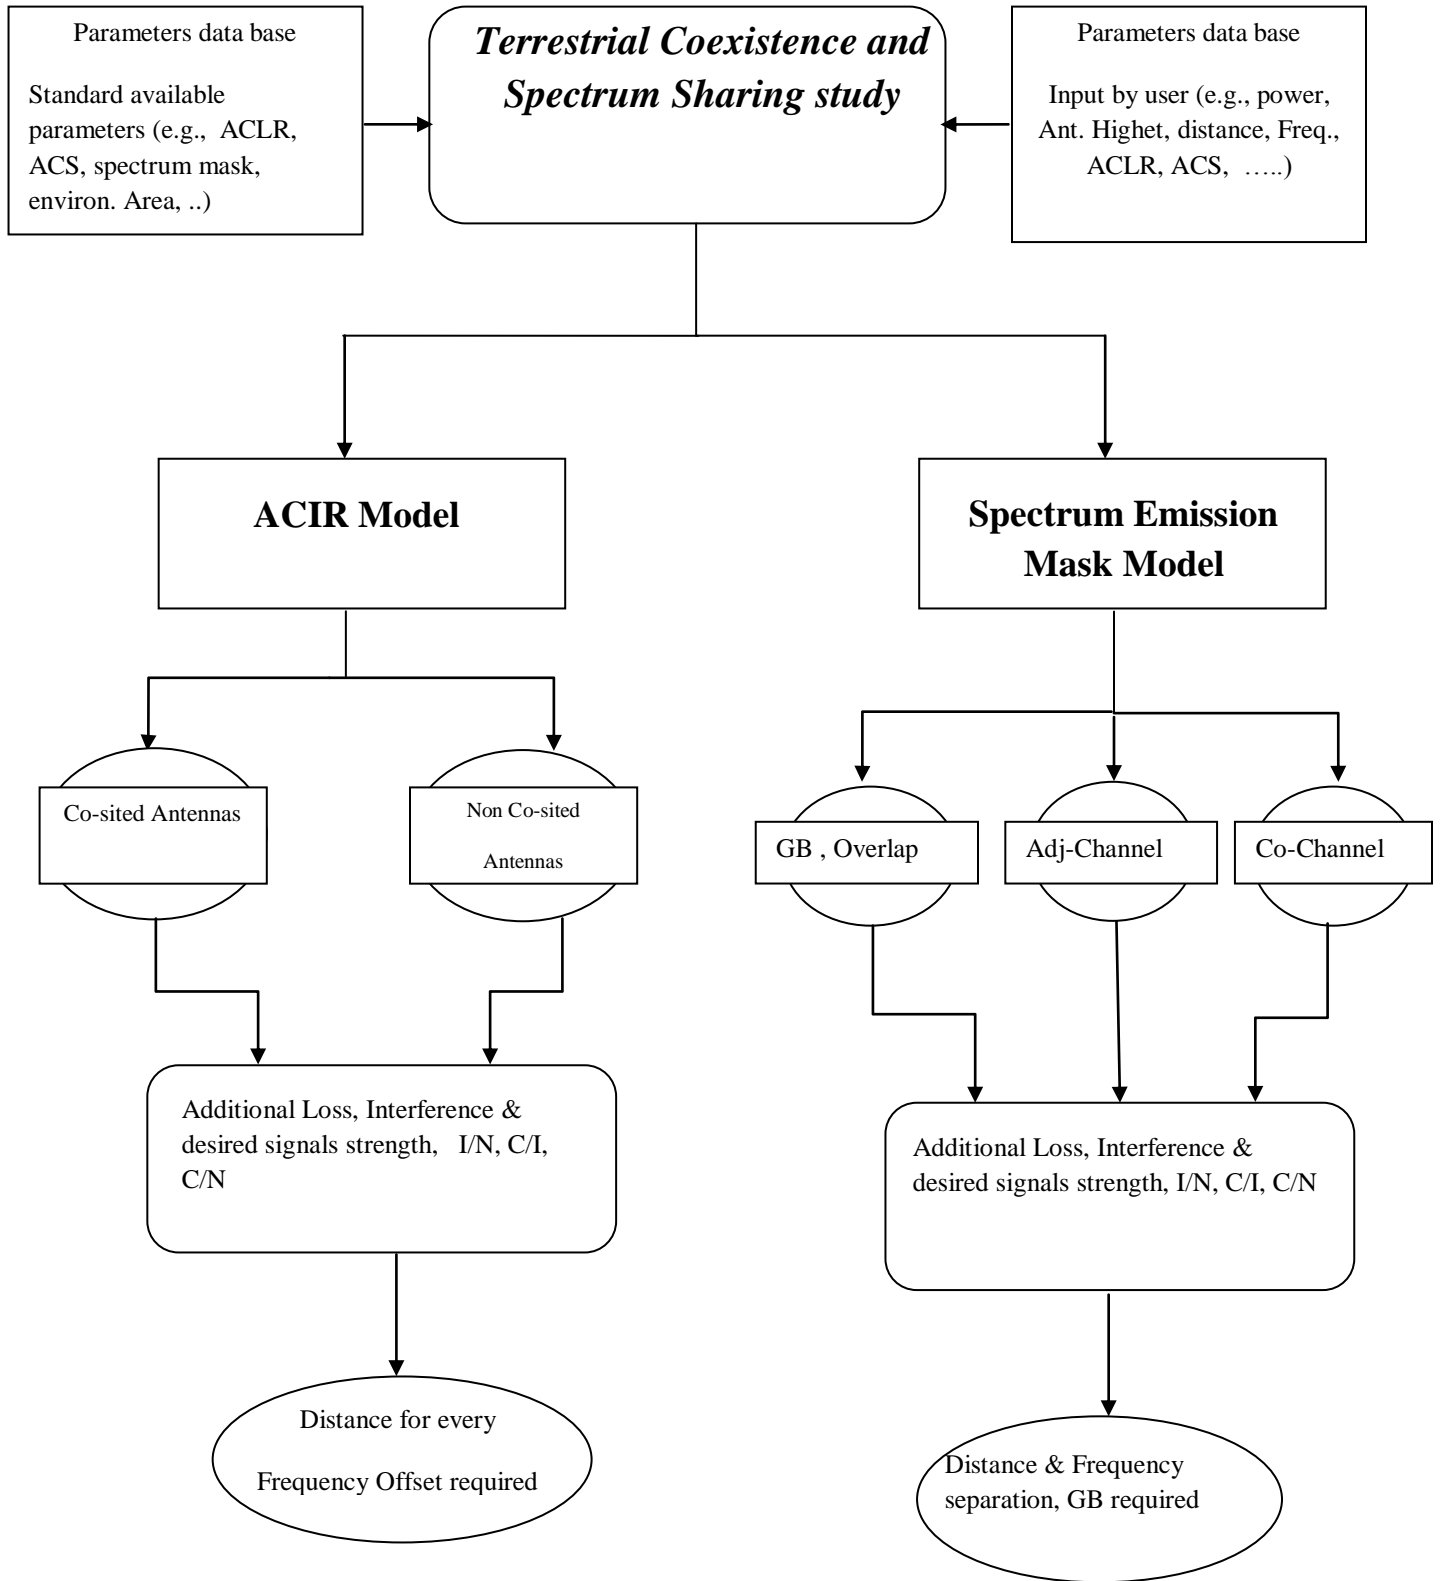 Parameters data base
Standard available
parameters (e.g., ACLR,
ACS, spectrum mask,
environ. Area, ..)
Terrestrial Coexistence and
Spectrum Sharing study
Parameters data base
Input by user (e.g., power,
Ant. Highet, distance, Freq.,
ACLR, ACS, …..)
ACIR Model
Spectrum Emission
Mask Model
Co-sited Antennas
Non Co-sited
Antennas
GB , Overlap
Adj-Channel
Co-Channel
Additional Loss, Interference &
desired signals strength, I/N, C/I,
C/N
Additional Loss, Interference &
desired signals strength, I/N, C/I, C/N
Distance for every
Frequency Offset required
Distance & Frequency
separation, GB required